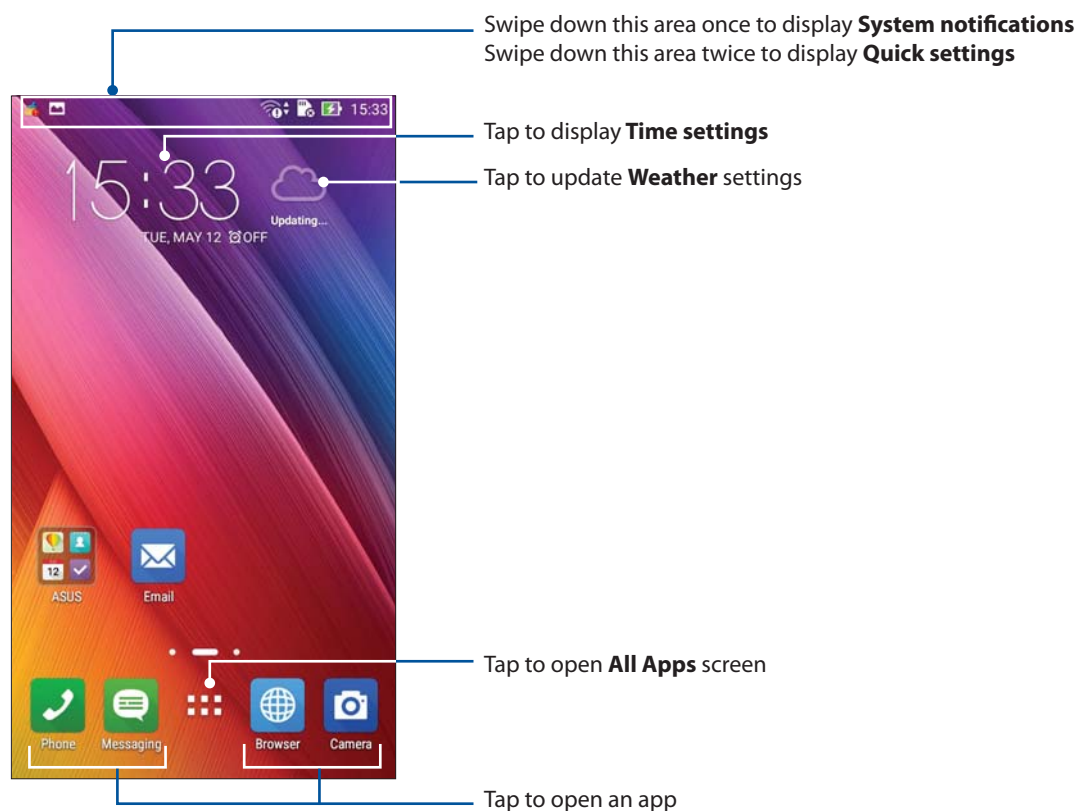 Swipe down this area once to display System notifications
Swipe down this area twice to display Quick settings
15:33
Tap to display Time settings
15:33
Tap to update Weather settings
Updating...
TUE, MAY 12 OFF
12
ASUS
Email
Tap to open All Apps screen
Phone
Messaging
Browser
Camera
Tap to open an app